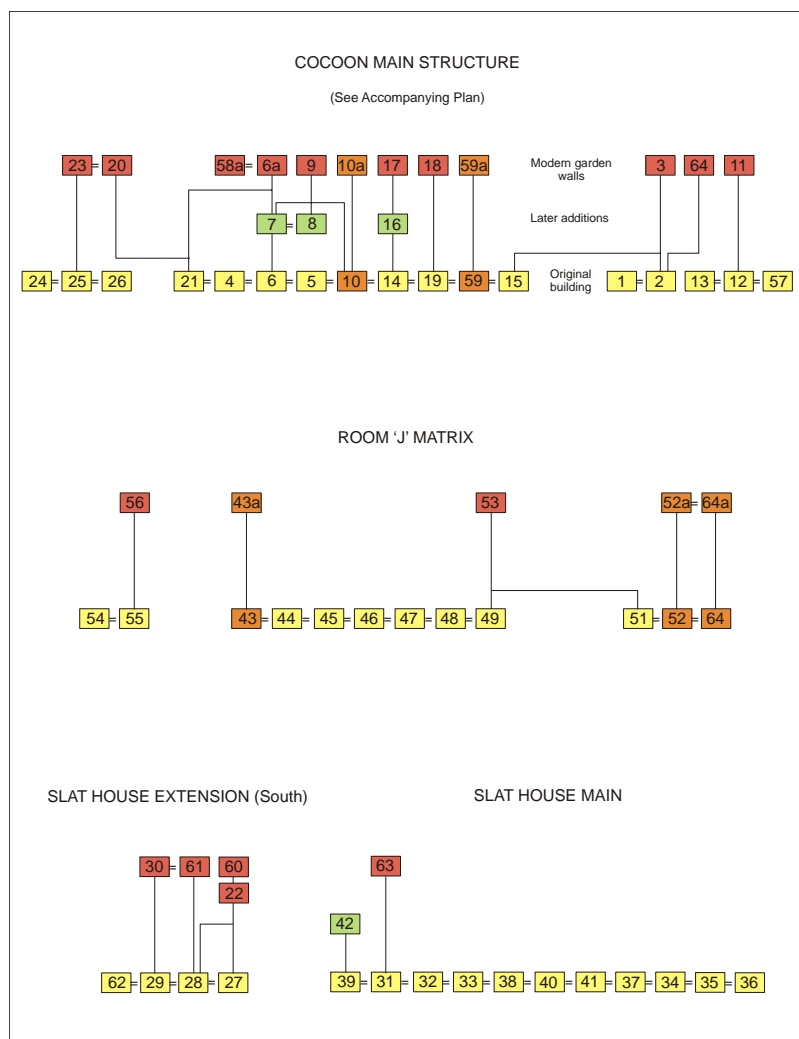 COCOON MAIN STRUCTURE
(See Accompanying Plan)
23 = 20 58a = 6a 9 10a 17 18 59a Modern garden walls 3 64 11
7 = 8 16 Later additions
24 = 25 = 26 21 = 4 = 6 = 5 = 10 = 14 = 19 = 59 = 15 Original building 1 = 2 13 = 12 = 57
ROOM ‘J’ MATRIX
56 43a 53 52a = 64a
54 = 55 43 = 44 = 45 = 46 = 47 = 48 = 49 51 = 52 = 64
SLAT HOUSE EXTENSION (South) SLAT HOUSE MAIN
30 = 61 60 63
22
42
62 = 29 = 28 = 27 39 = 31 = 32 = 33 = 38 = 40 = 41 = 37 = 34 = 35 = 36